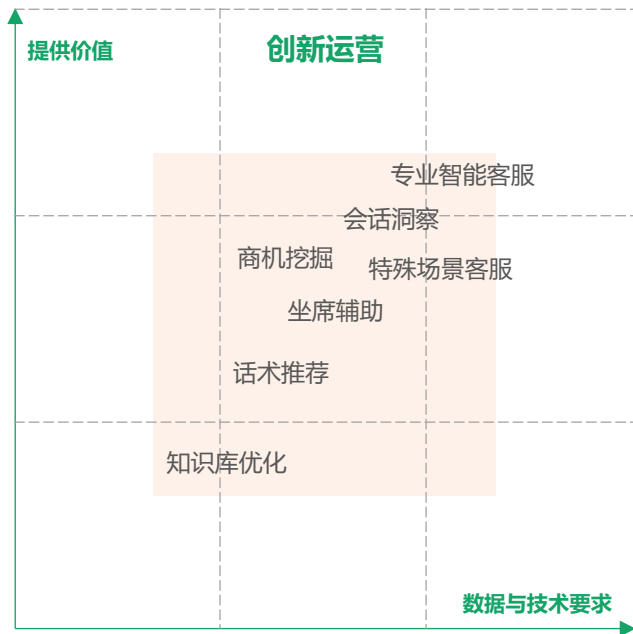 创新运营
提供价值
专业智能客服
会话洞察
商机挖掘
特殊场景客服
坐席辅助
话术推荐
知识库优化
数据与技术要求